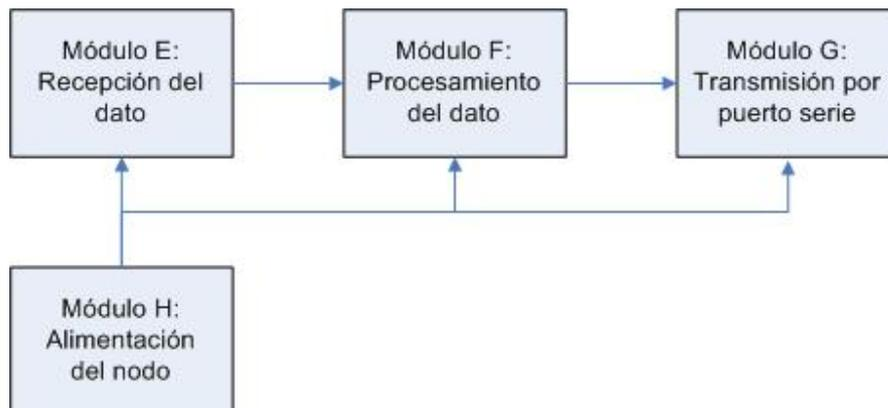 Módulo E:
Recepción del
dato
Módulo F:
Procesamiento
del dato
Módulo G:
Transmisión por
puerto serie
Módulo H:
Alimentación
del nodo